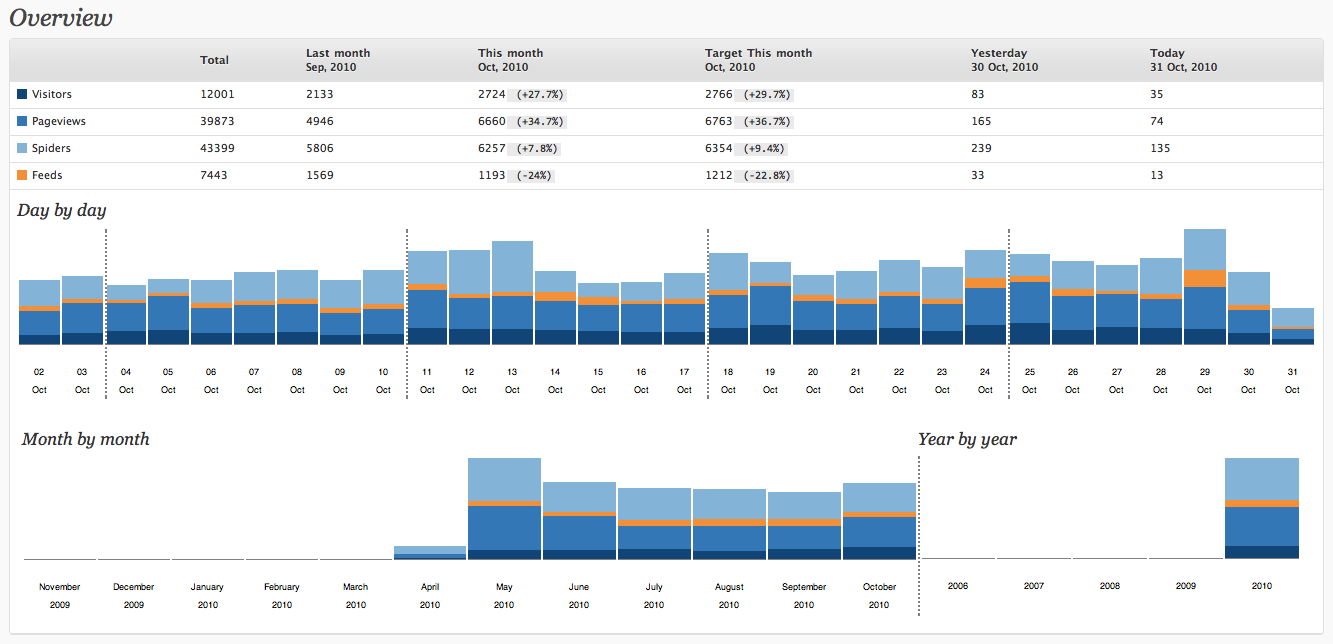 Overview
Total
Last month
Sep, 2010
This month
Oct, 2010
Target This month
Oct, 2010
Yesterday
30 Oct, 2010
Today
31 Oct, 2010
Visitors 12001 2133 2724 (+27.7%) 2766 (+29.7%) 83 35
Pageviews 39873 4946 6660 (+34.7%) 6763 (+36.7%) 165 74
Spiders 43399 5806 6257 (+7.8%) 6354 (+9.4%) 239 135
Feeds 7443 1569 1193 (-24%) 1212 (-22.8%) 33 13
Day by day
02 03 04 05 06 07 08 09 10 11 12 13 14 15 16 17 18 19 20 21 22 23 24 25 26 27 28 29 30 31
Oct Oct Oct Oct Oct Oct Oct Oct Oct Oct Oct Oct Oct Oct Oct Oct Oct Oct Oct Oct Oct Oct Oct Oct Oct Oct Oct Oct Oct Oct
Month by month
November December January February March April May June July August September October
2009 2009 2010 2010 2010 2010 2010 2010 2010 2010 2010 2010
Year by year
2006 2007 2008 2009 2010